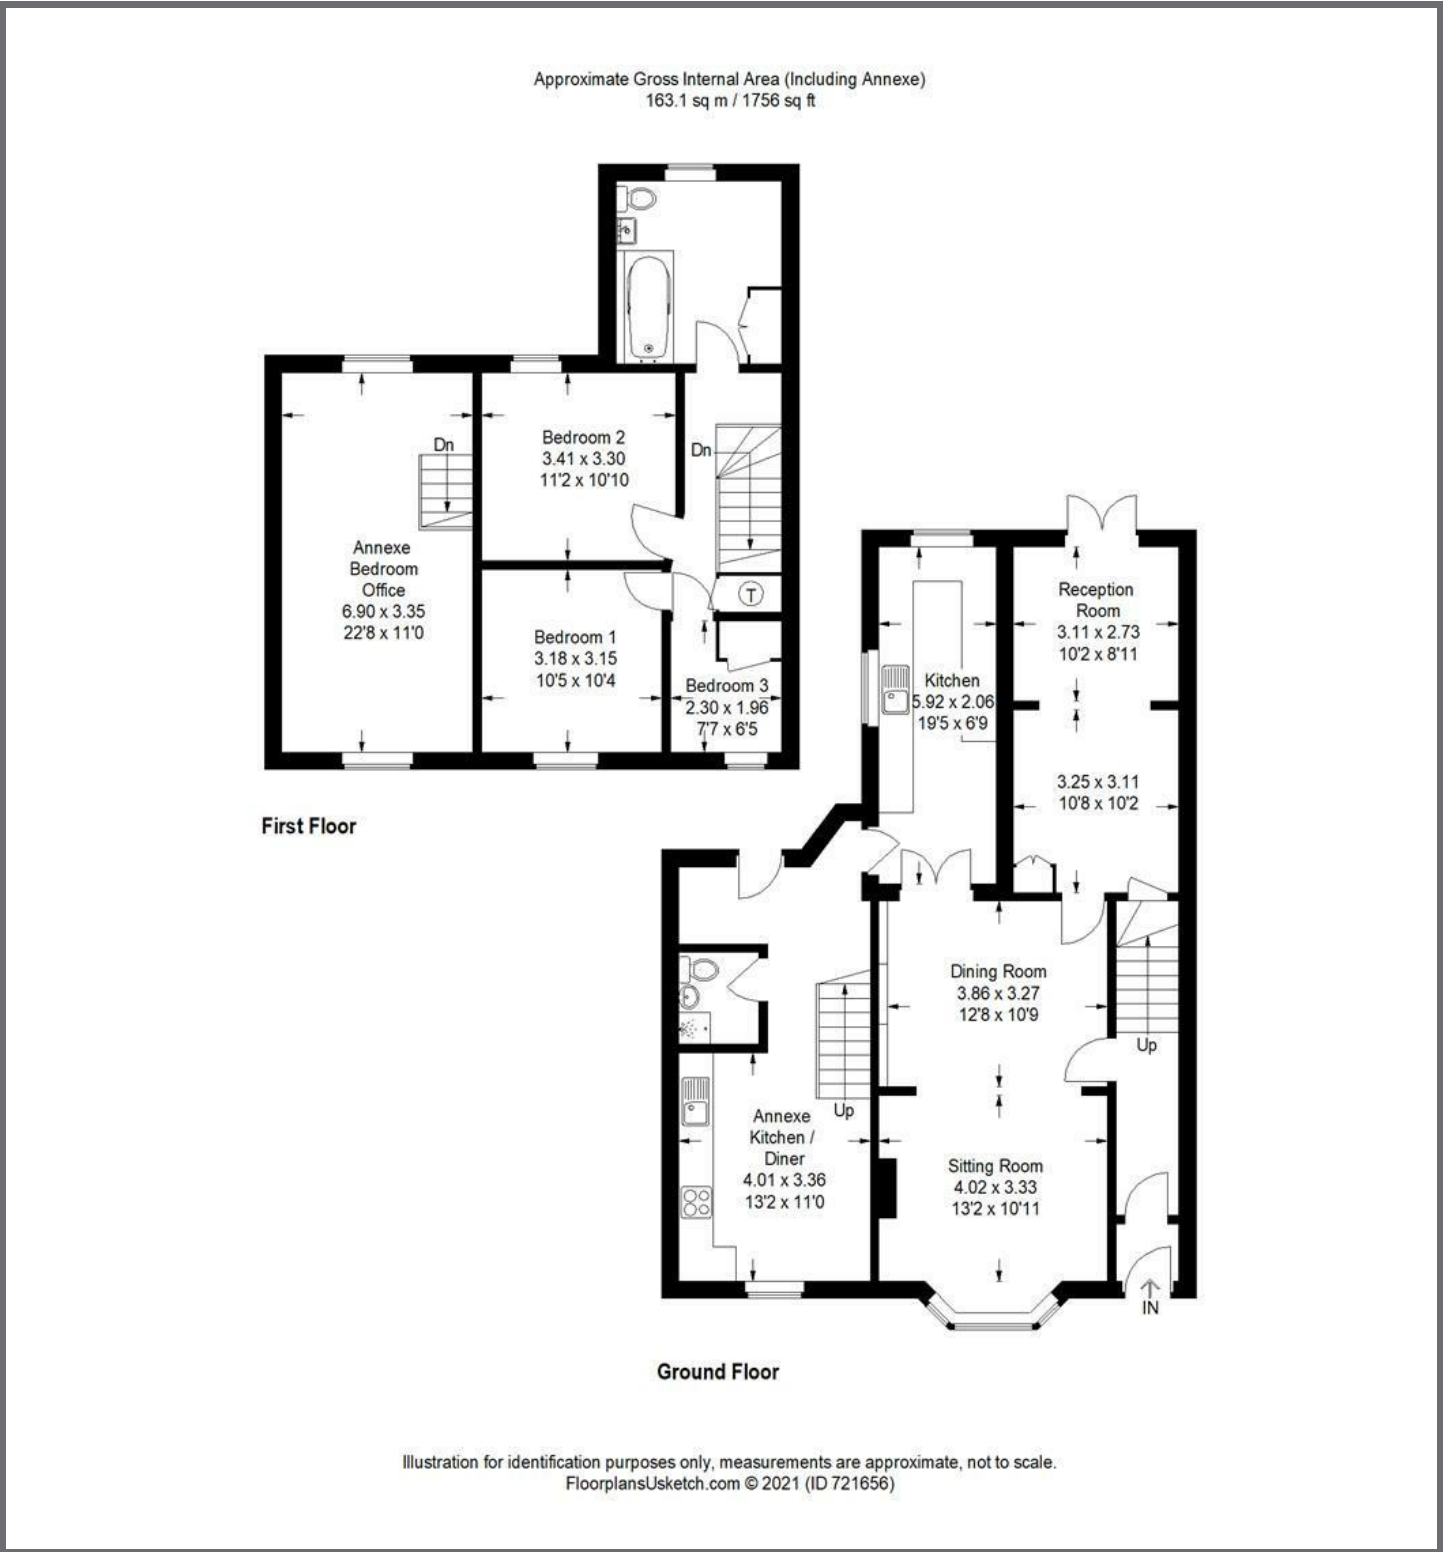 Approximate Gross Internal Area (Including Annexe)
163.1 sq m / 1756 sq ft
Dn
Annexe
Bedroom
Office
6.90 x 3.35
22'8 x 11'0
Bedroom 2
3.41 x 3.30
11'2 x 10'10
Dn
Bedroom 1
3.18 x 3.15
10'5 x 10'4
T
Bedroom 3
2.30 x 1.96
7'7 x 6'5
First Floor
Reception
Room
3.11 x 2.73
10'2 x 8'11
Kitchen
5.92 x 2.06
19'5 x 6'9
3.25 x 3.11
10'8 x 10'2
Dining Room
3.86 x 3.27
12'8 x 10'9
Up
Up
Annexe
Kitchen /
Diner
4.01 x 3.36
13'2 x 11'0
Sitting Room
4.02 x 3.33
13'2 x 10'11
IN
Ground Floor
Illustration for identification purposes only, measurements are approximate, not to scale.
FloorplansUsketch.com © 2021 (ID 721656)